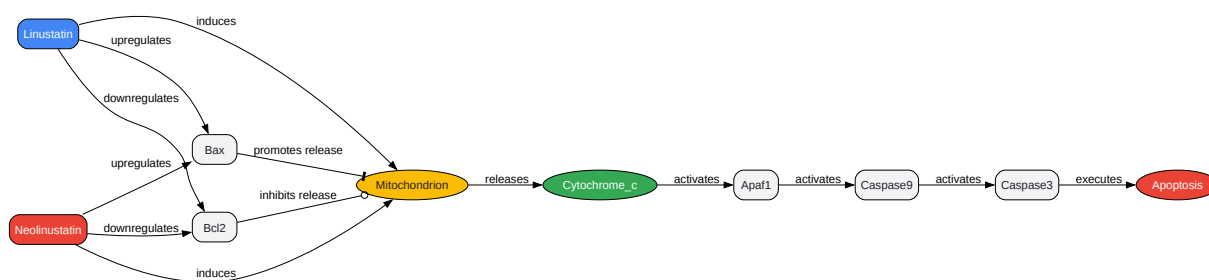 induces
Linustatin
upregulates
downregulates
Bax
promotes release
upregulates
Mitochondrion
releases
Cytochrome_c
activates
Apaf1
activates
Caspase9
activates
Caspase3
executes
Apoptosis
inhibits release
Neolinustatin
downregulates
Bcl2
induces